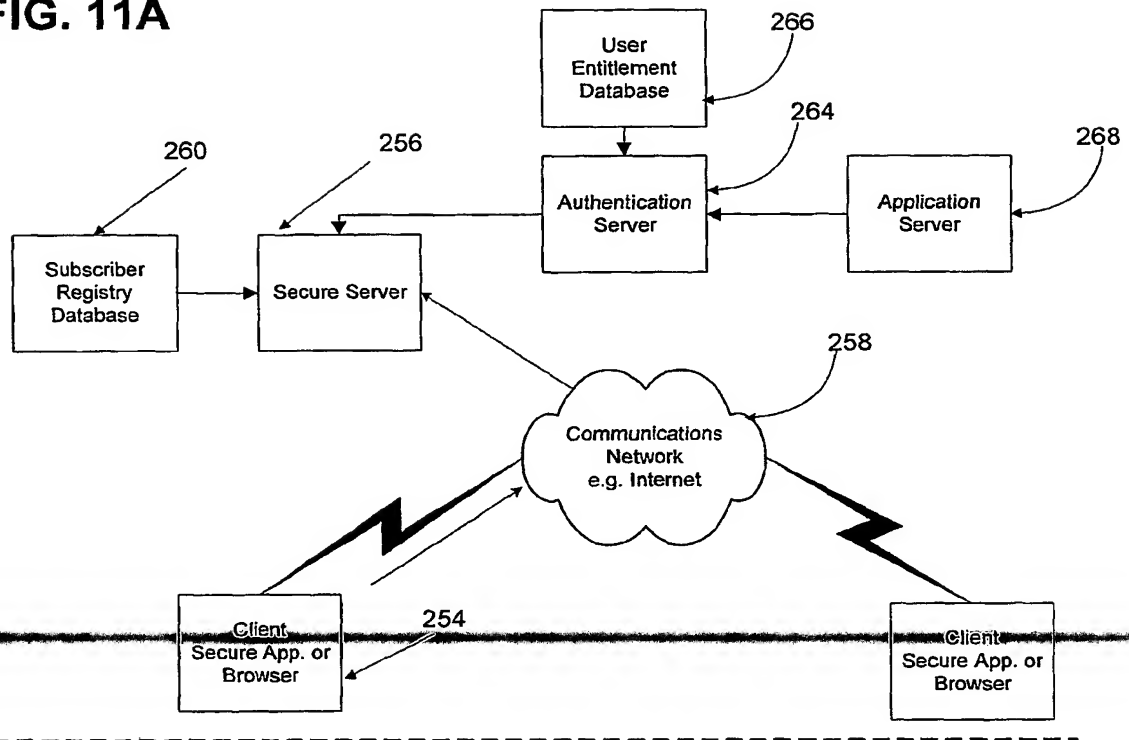 FIG. 11A
266
User
Entitlement
Database
264
260
256
268
Authentication
Server
Application
Server
Subscriber
Registry
Database
Secure Server
258
Communications
Network
e.g. Internet
254
Client
Secure App. or
Browser
Client
Secure App. or
Browser